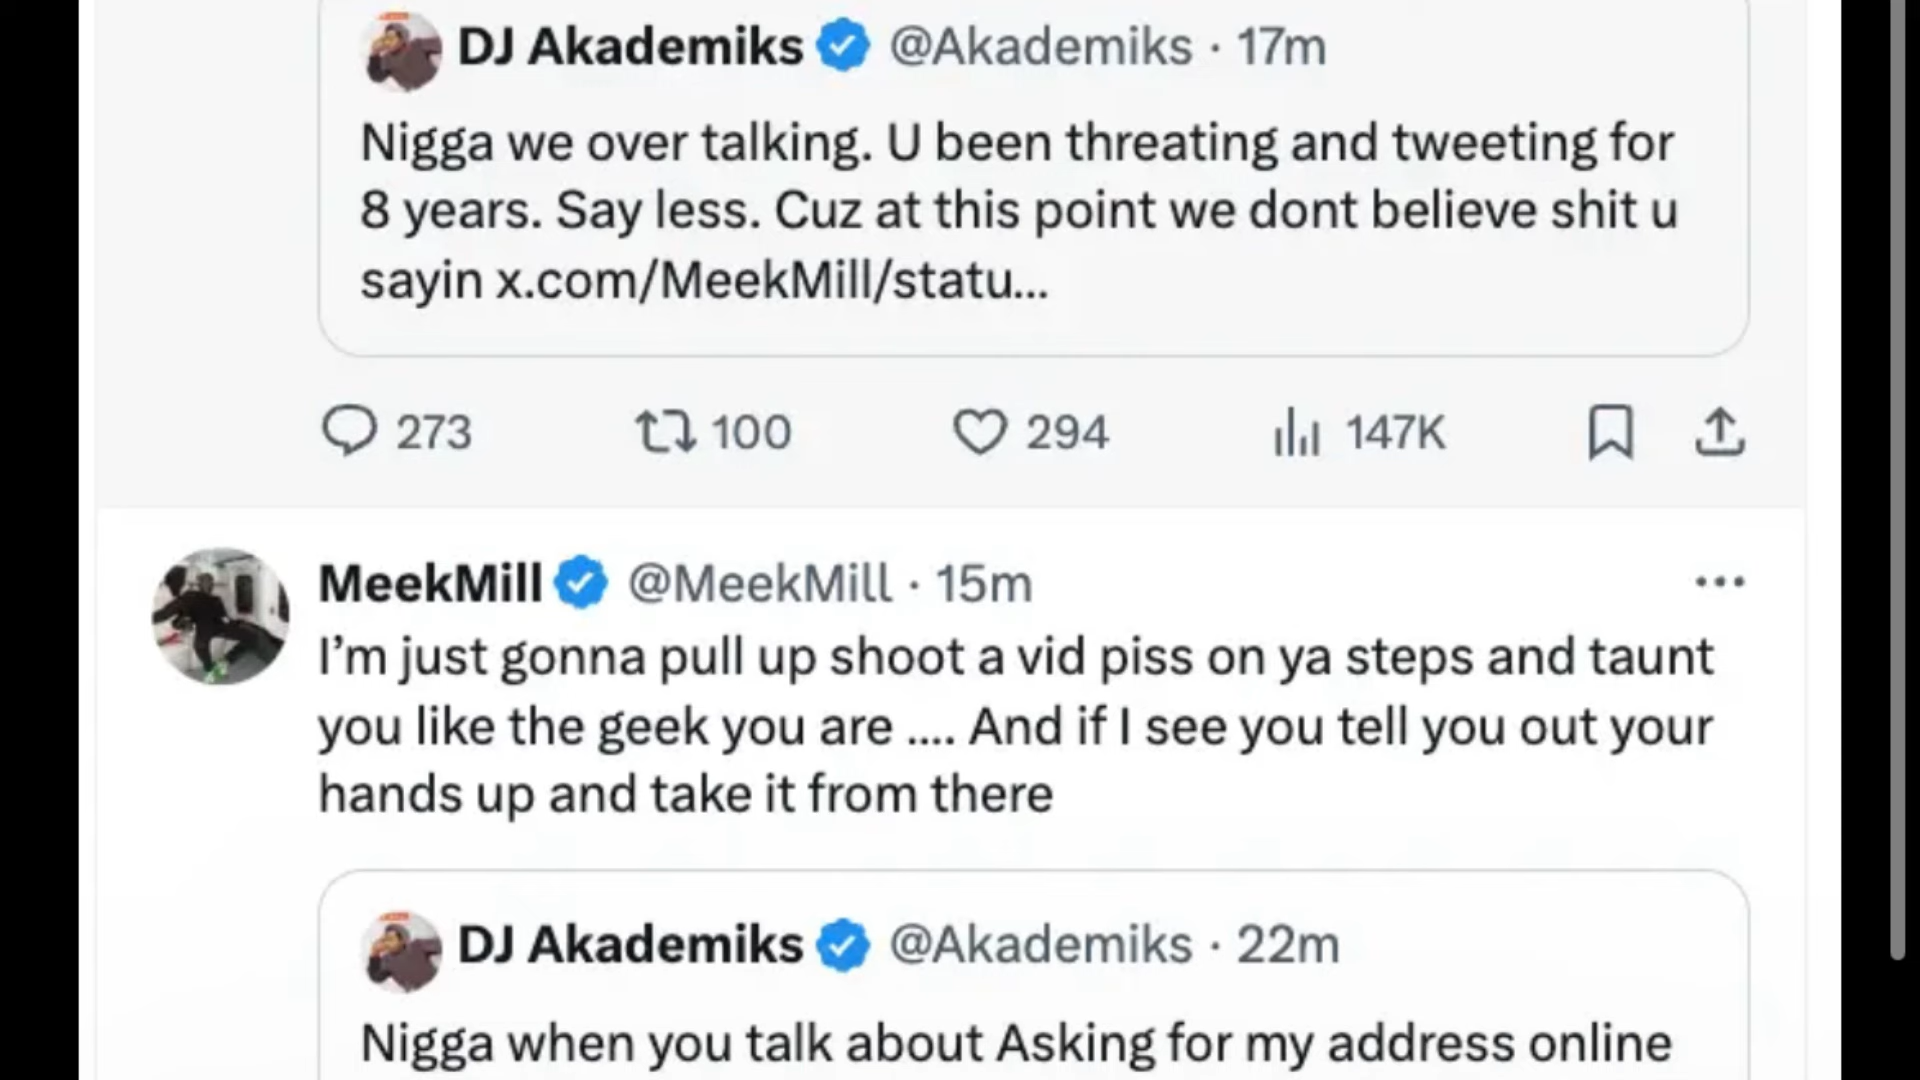 DJ Akademiks @Akademiks · 17m
Nigga we over talking. U been threating and tweeting for
8 years. Say less. Cuz at this point we dont believe shit u
sayin x.com/MeekMill/statu...
273 100 294 147K
MeekMill @MeekMill · 15m
I’m just gonna pull up shoot a vid piss on ya steps and taunt
you like the geek you are .... And if I see you tell you out your
hands up and take it from there
DJ Akademiks @Akademiks · 22m
Nigga when you talk about Asking for my address online